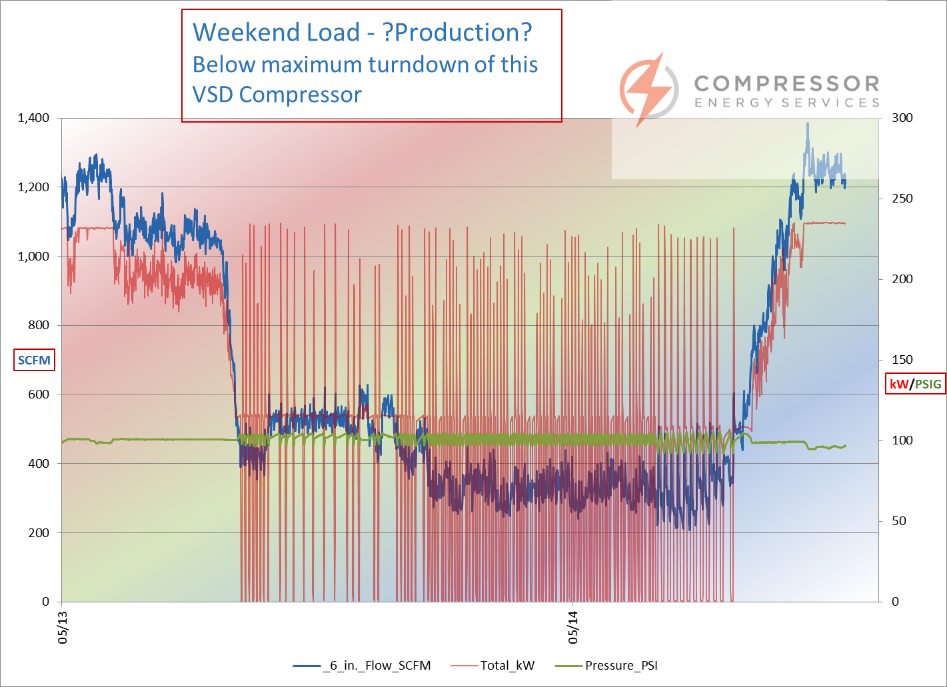 Weekend Load - ?Production?
Below maximum turndown of this
VSD Compressor
COMPRESSOR
ENERGY SERVICES
1,400
1,200
1,000
800
600
400
200
0
SCFM
300
250
200
150
100
50
0
kW/PSIG
05/13
05/14
_6_in._Flow_SCFM
Total_kW
Pressure_PSI